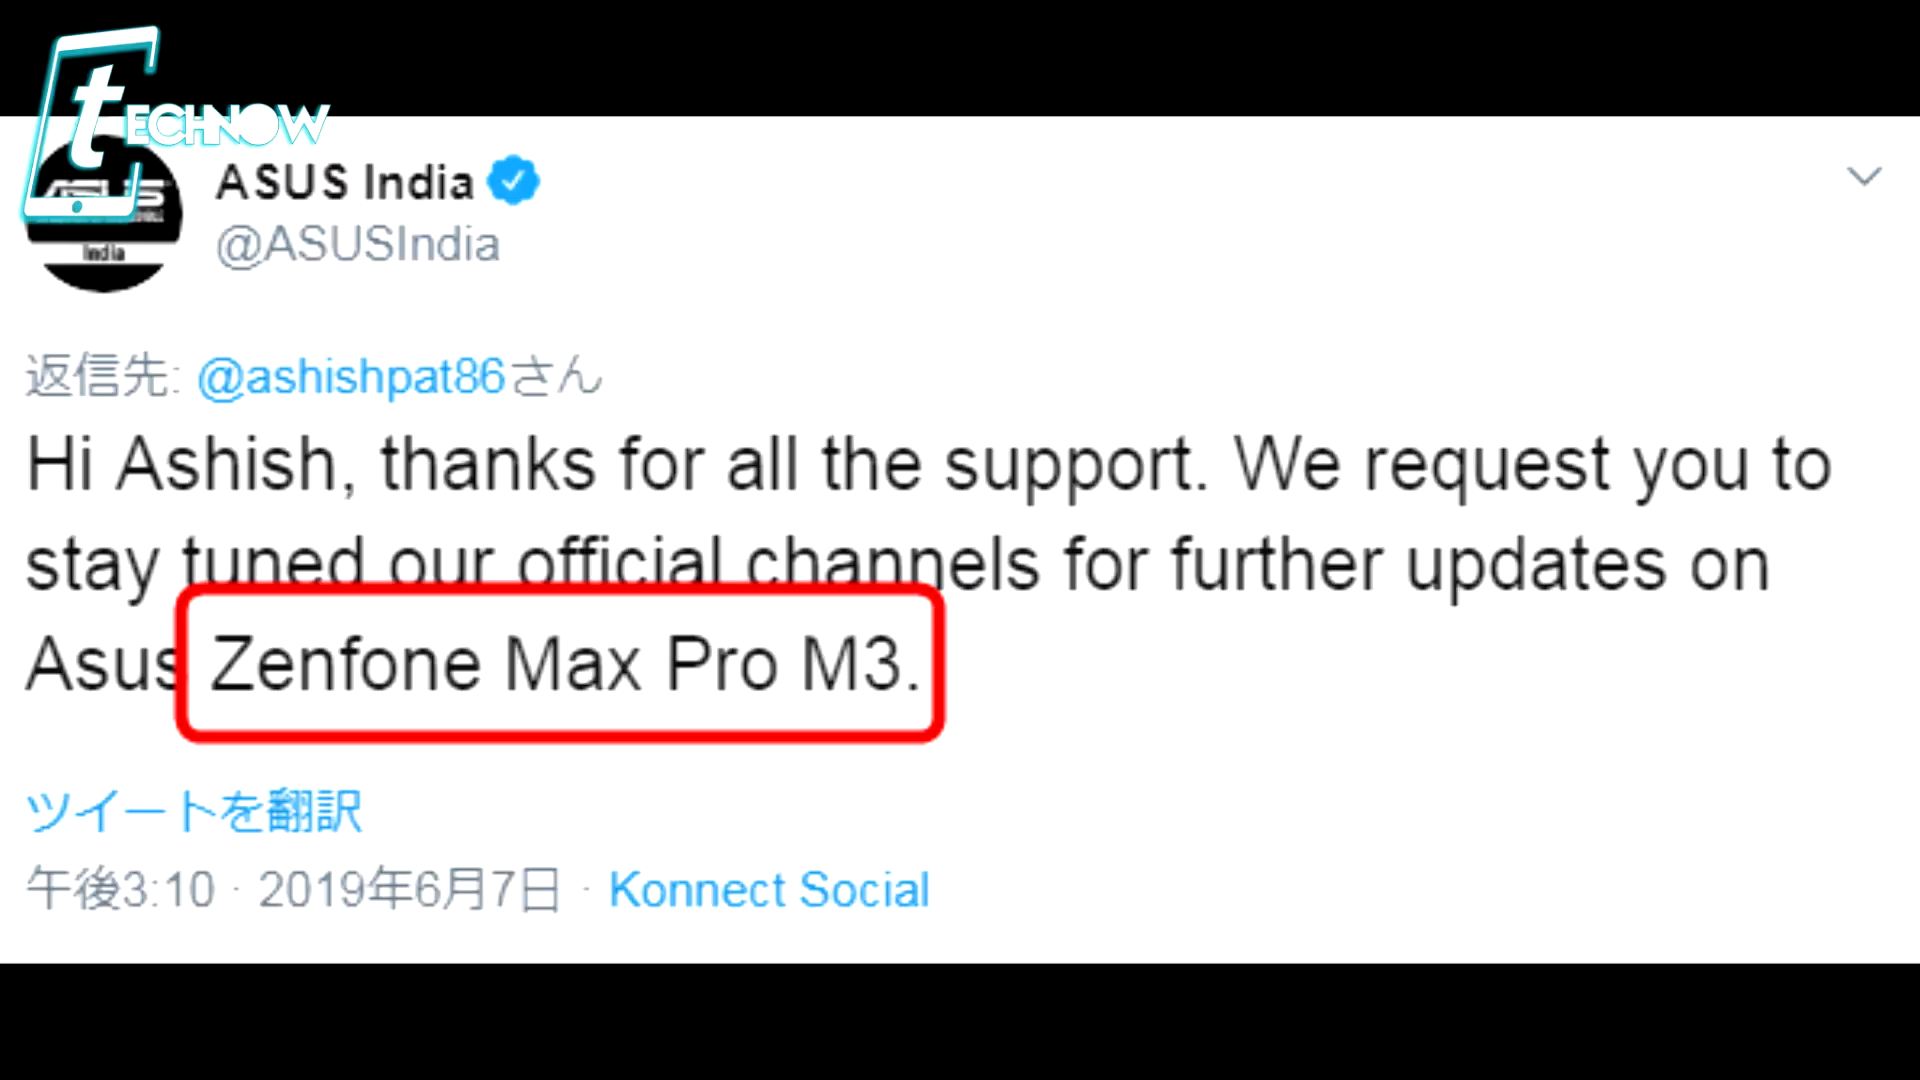 tECHNOW
ASUS India
@ASUSIndia
India
返信先: @ashishpat86さん
Hi Ashish, thanks for all the support. We request you to
stay tuned our official channels for further updates on
Asus Zenfone Max Pro M3.
ツイートを翻訳
午後3:10 · 2019年6月7日 · Konnect Social